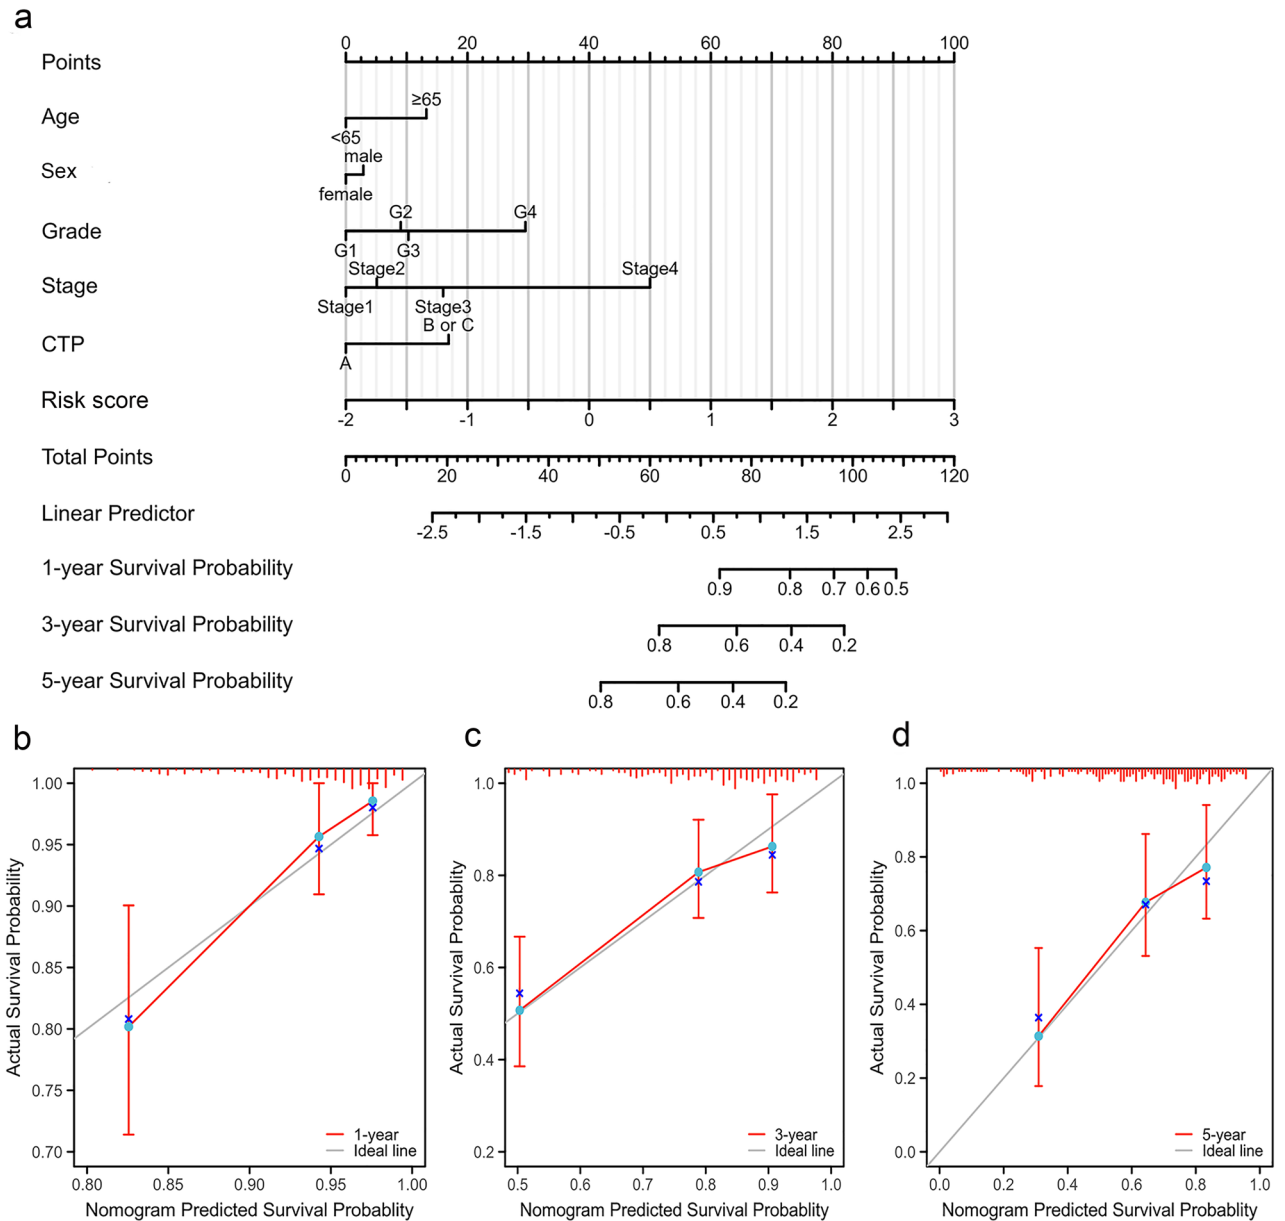 a
Points
0 20 40 60 80 100
Age
≥65
<65
Sex
male
female
Grade
G2 G4
G1 G3
Stage
Stage2 Stage4
Stage1 Stage3
CTP
B or C
A
Risk score
-2 -1 0 1 2 3
Total Points
0 20 40 60 80 100 120
Linear Predictor
-2.5 -1.5 -0.5 0.5 1.5 2.5
1-year Survival Probability
0.9 0.8 0.7 0.6 0.5
3-year Survival Probability
0.8 0.6 0.4 0.2
5-year Survival Probability
0.8 0.6 0.4 0.2
b
Actual Survival Probability
1.00
0.95
0.90
0.85
0.80
0.75
0.70
1-year
Ideal line
0.80 0.85 0.90 0.95 1.00
Nomogram Predicted Survival Probablity
c
Actual Survival Probability
1.0
0.8
0.6
0.4
0.2
3-year
Ideal line
0.5 0.6 0.7 0.8 0.9 1.0
Nomogram Predicted Survival Probablity
d
Actual Survival Probablity
1.0
0.8
0.6
0.4
0.2
0.0
5-year
Ideal line
0.0 0.2 0.4 0.6 0.8 1.0
Nomogram Predicted Survival Probablity